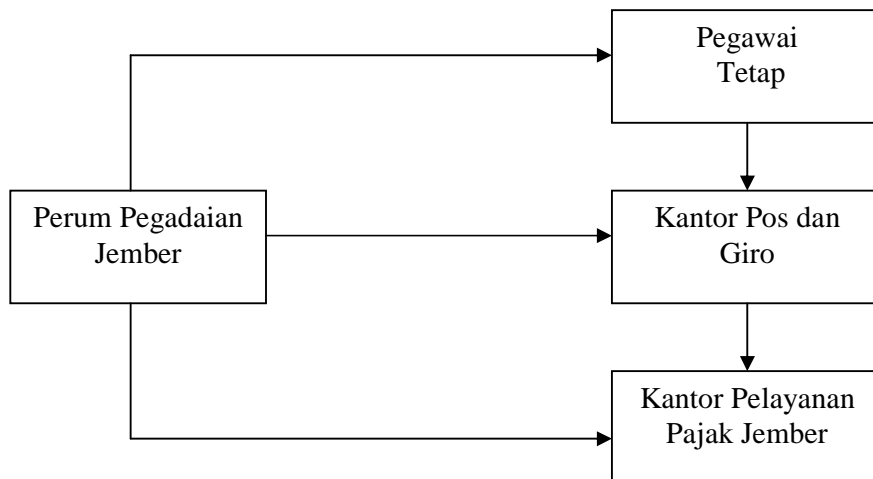 Pegawai
Tetap
Perum Pegadaian
Jember
Kantor Pos dan
Giro
Kantor Pelayanan
Pajak Jember